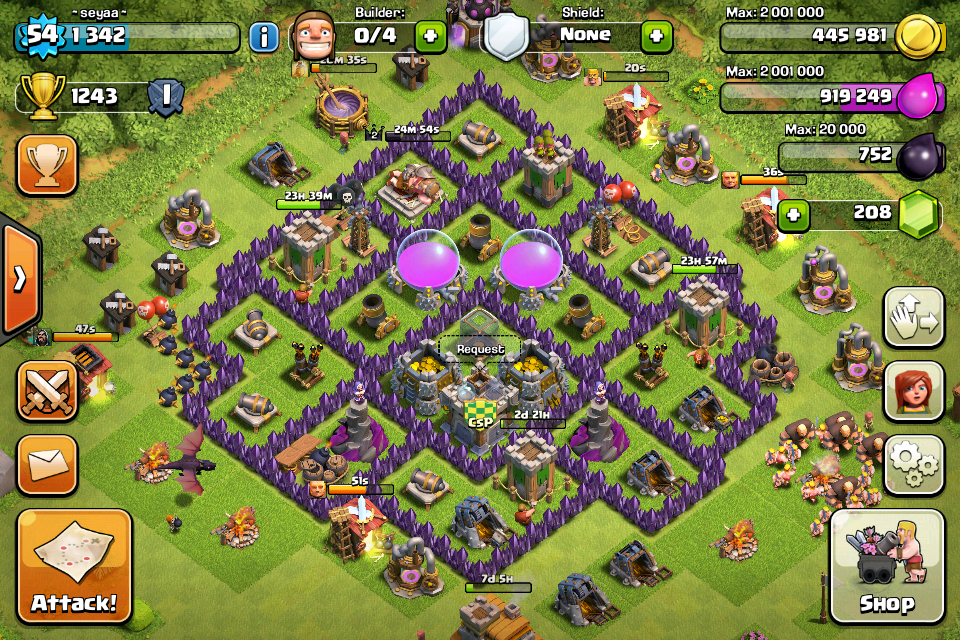 ~seyaa~
54
1 342
i
Builder:
0/4
Shield:
None
Max: 2 001 000
445 981
1243
I
Max: 2 001 000
919 249
Max: 20 000
752
208
20s
2
24m 54s
36s
23h 39m
23h 57m
47s
Request
CSP
2d 21h
51s
7d 5h
Attack!
Shop